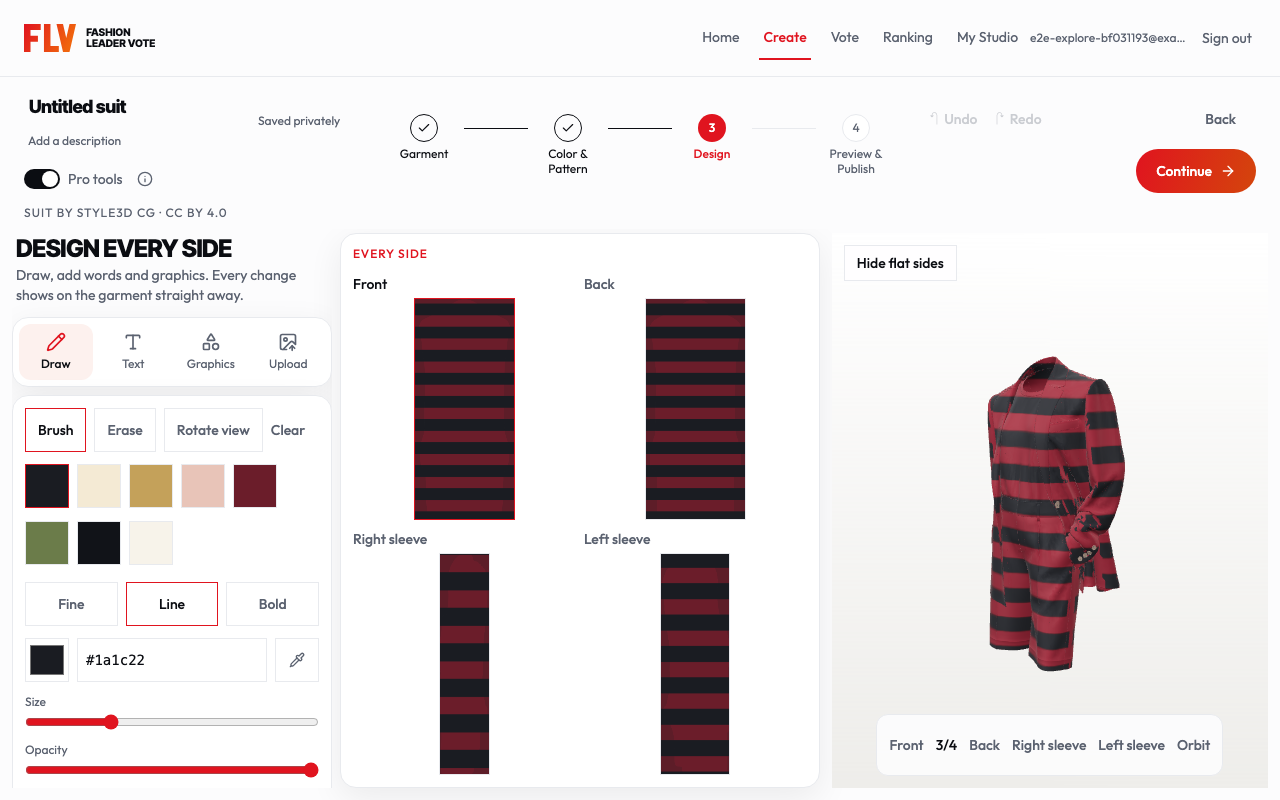 FLV FASHION
LEADER VOTE
Home Create Vote Ranking My Studio e2e-explore-bf031193@exa… Sign out
Untitled suit
Add a description
Saved privately
Garment
Color &
Pattern
3
Design
4
Preview &
Publish
Undo Redo
Back
Continue
Pro tools
SUIT BY STYLE3D CG · CC BY 4.0
DESIGN EVERY SIDE
Draw, add words and graphics. Every change
shows on the garment straight away.
Draw Text Graphics Upload
Brush Erase Rotate view Clear
Fine Line Bold
#1a1c22
Size
Opacity
EVERY SIDE
Front Back
Right sleeve Left sleeve
Hide flat sides
Front 3/4 Back Right sleeve Left sleeve Orbit